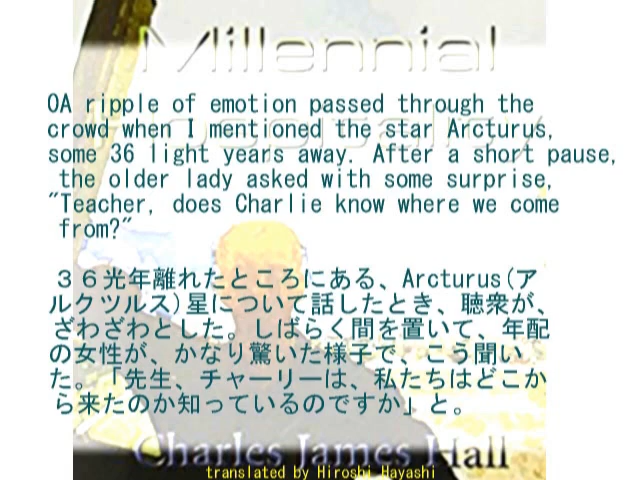 Millennial
OA ripple of emotion passed through the
crowd when I mentioned the star Arcturus,
some 36 light years away. After a short pause,
the older lady asked with some surprise,
"Teacher, does Charlie know where we come
from?"
３６光年離れたところにある、Arcturus(ア
ルクツルス)星について話したとき、聴衆が、
ざわざわとした。しばらく間を置いて、年配
の女性が、かなり驚いた様子で、こう聞い
た。「先生、チャーリーは、私たちはどこか
ら来たのか知っているのですか」と。
Charles James Hall
translated by Hiroshi Hayashi